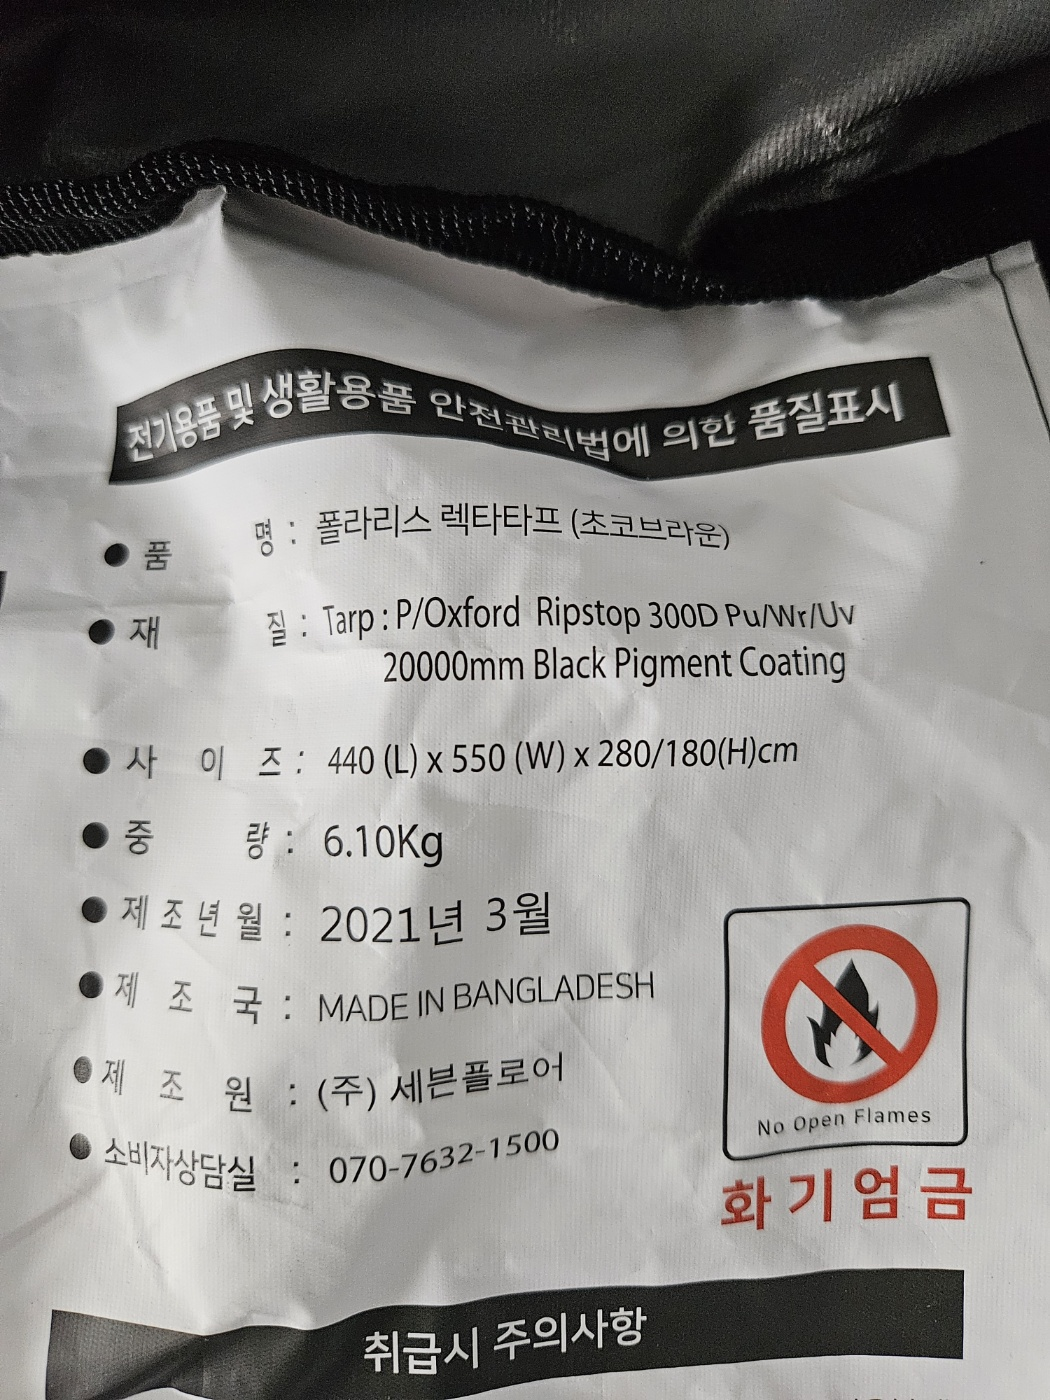 전기용품 및 생활용품 안전관리법에 의한 품질표시
● 품 명 : 폴라리스 렉타타프 (초코브라운)
● 재 질 : Tarp : P/Oxford Ripstop 300D Pu/Wr/Uv
20000mm Black Pigment Coating
● 사 이 즈 : 440 (L) x 550 (W) x 280/180(H)cm
● 중 량 : 6.10Kg
● 제 조 년 월 : 2021년 3월
● 제 조 국 : MADE IN BANGLADESH
● 제 조 원 : (주) 세븐플로어
● 소비자상담실 : 070-7632-1500
No Open Flames
화기엄금
취급시 주의사항